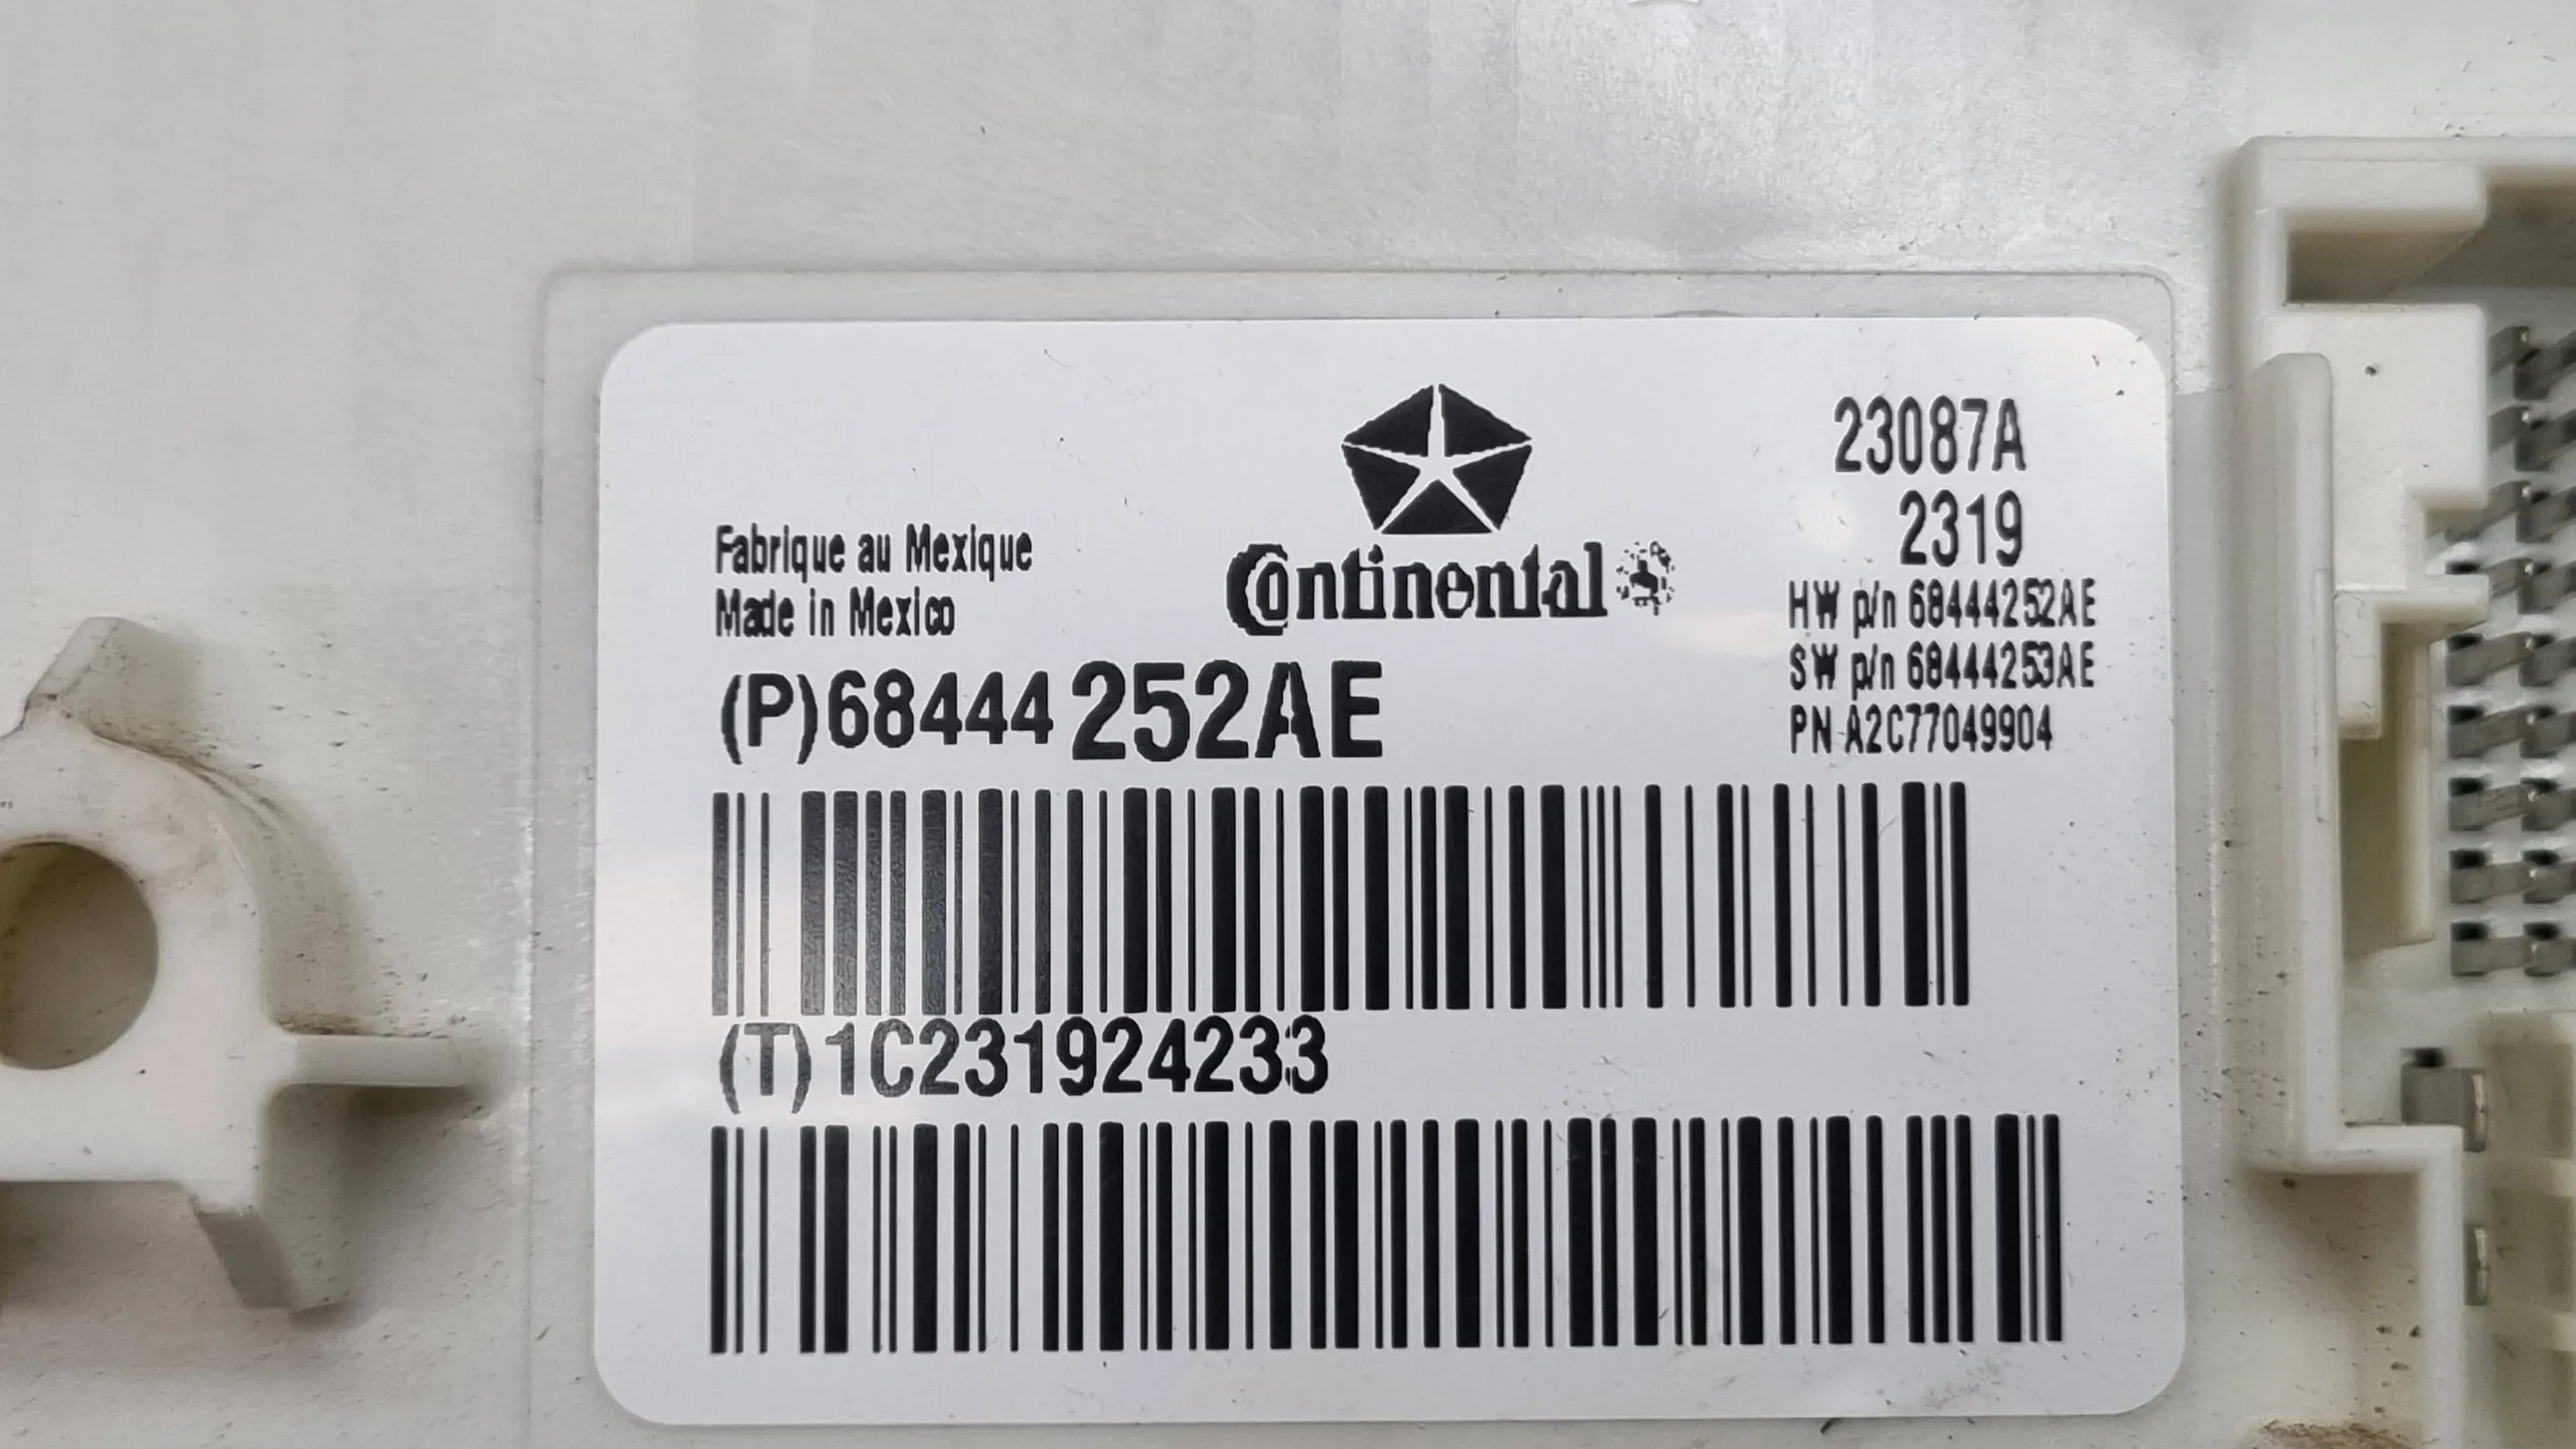 23087A
2319
Fabrique au Mexique
Made in Mexico
Continental
HW p/n 68444252AE
SW p/n 68444253AE
PN A2C77049904
(P)68444252AE
(T)1C231924233